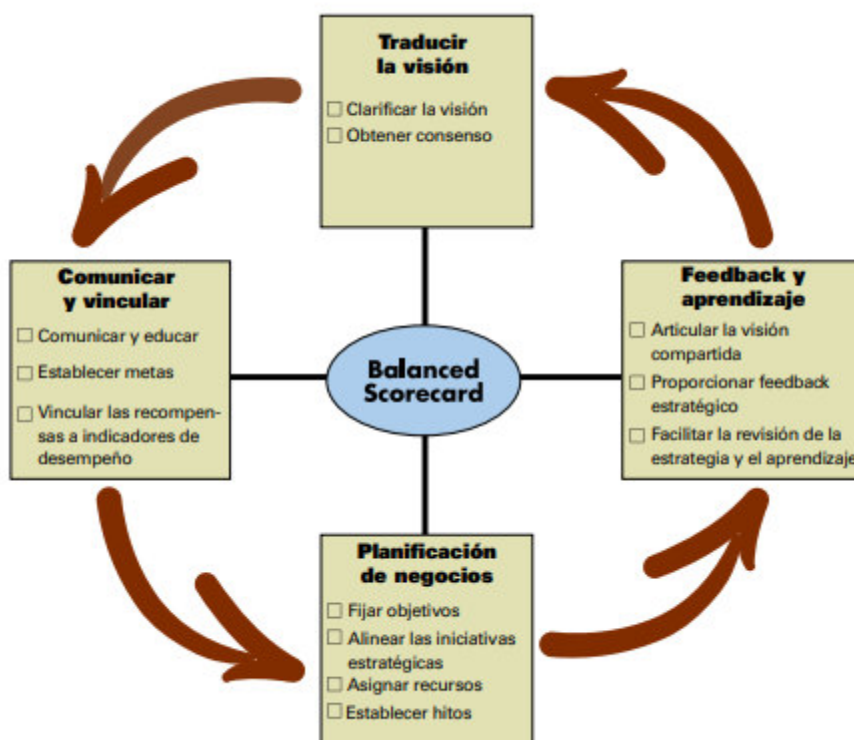 Traducir
la visión
Clarificar la visión
Obtener consenso
Comunicar
y vincular
Comunicar y educar
Establecer metas
Vincular las recompen-
sas a indicadores de
desempeño
Balanced
Scorecard
Feedback y
aprendizaje
Articular la visión
compartida
Proporcionar feedback
estratégico
Facilitar la revisión de la
estrategia y el aprendizaje
Planificación
de negocios
Fijar objetivos
Alinear las iniciativas
estratégicas
Asignar recursos
Establecer hitos